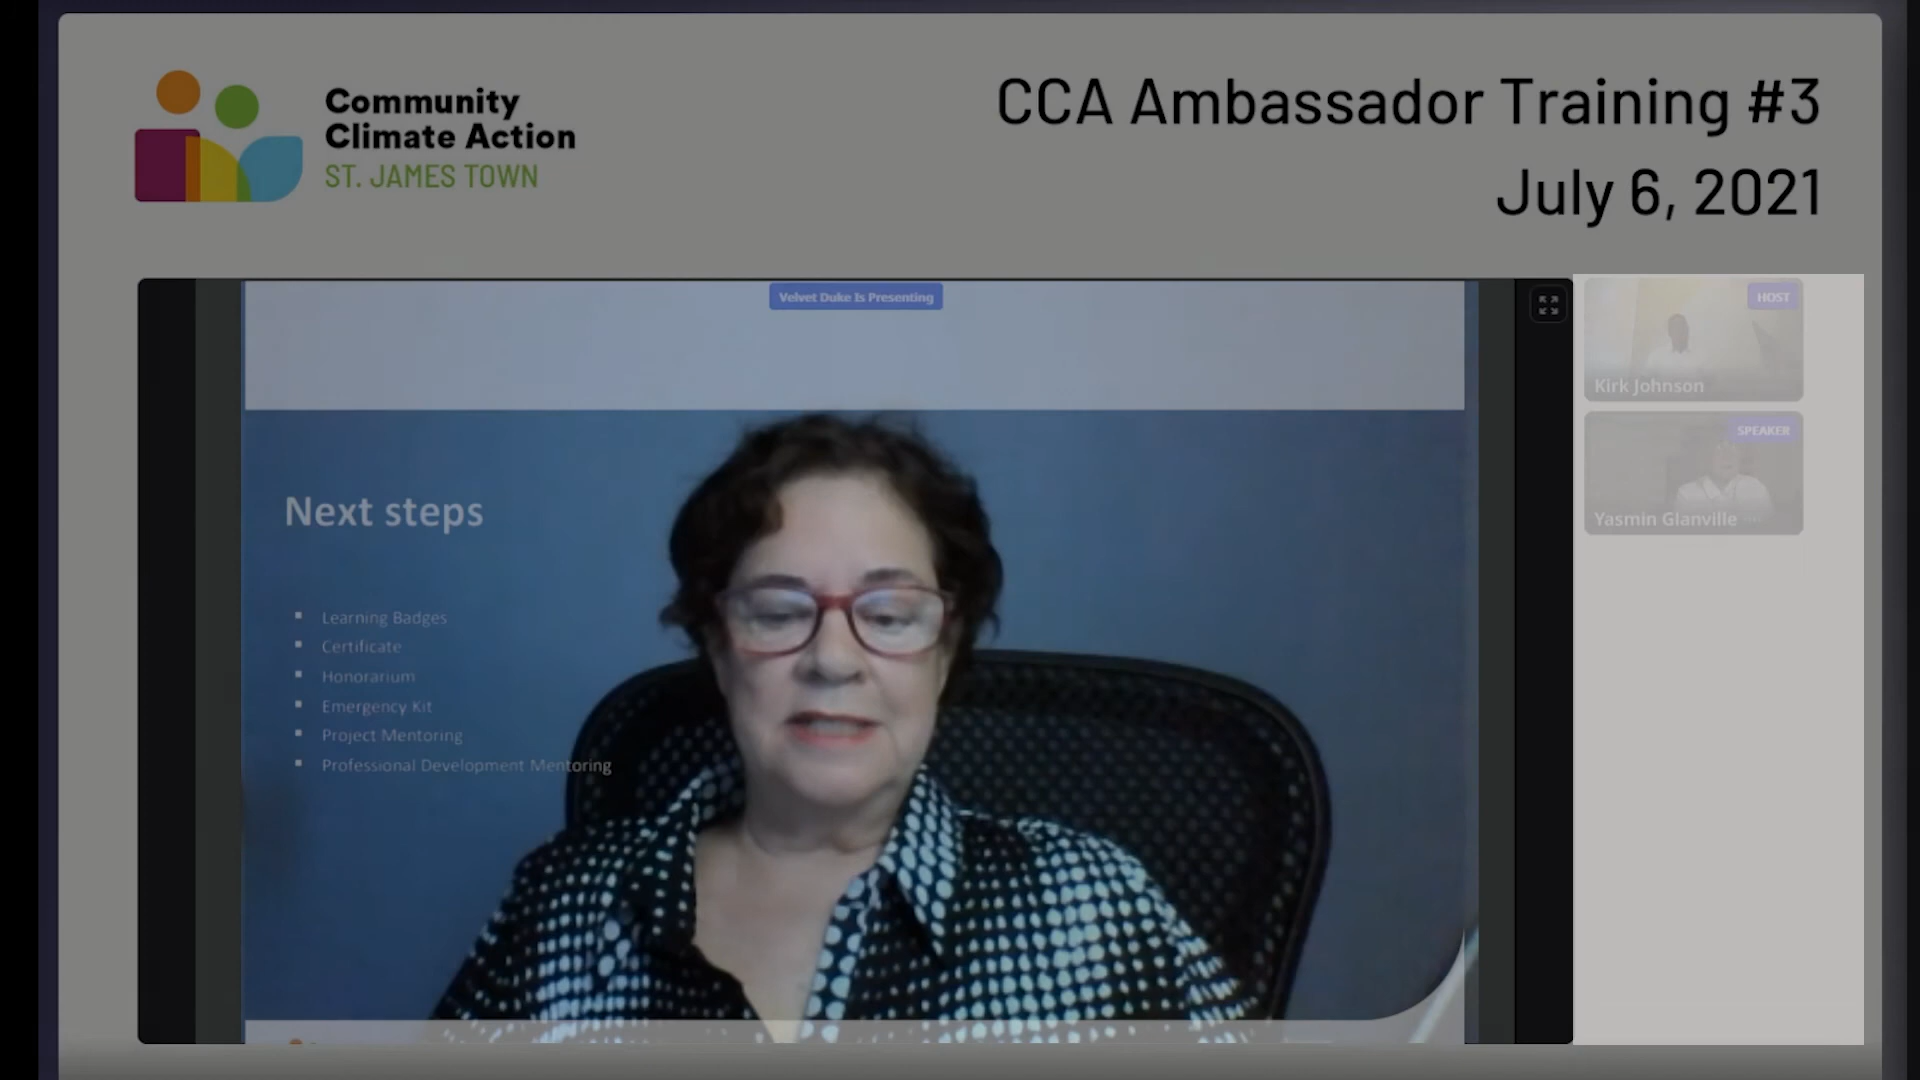 Community
Climate Action
ST. JAMES TOWN
CCA Ambassador Training #3
July 6, 2021
Velvet Duke Is Presenting
HOST
Kirk Johnson
SPEAKER
Yasmin Glanville
Next steps
Learning Badges
Certificate
Honorarium
Emergency Kit
Project Mentoring
Professional Development Mentoring